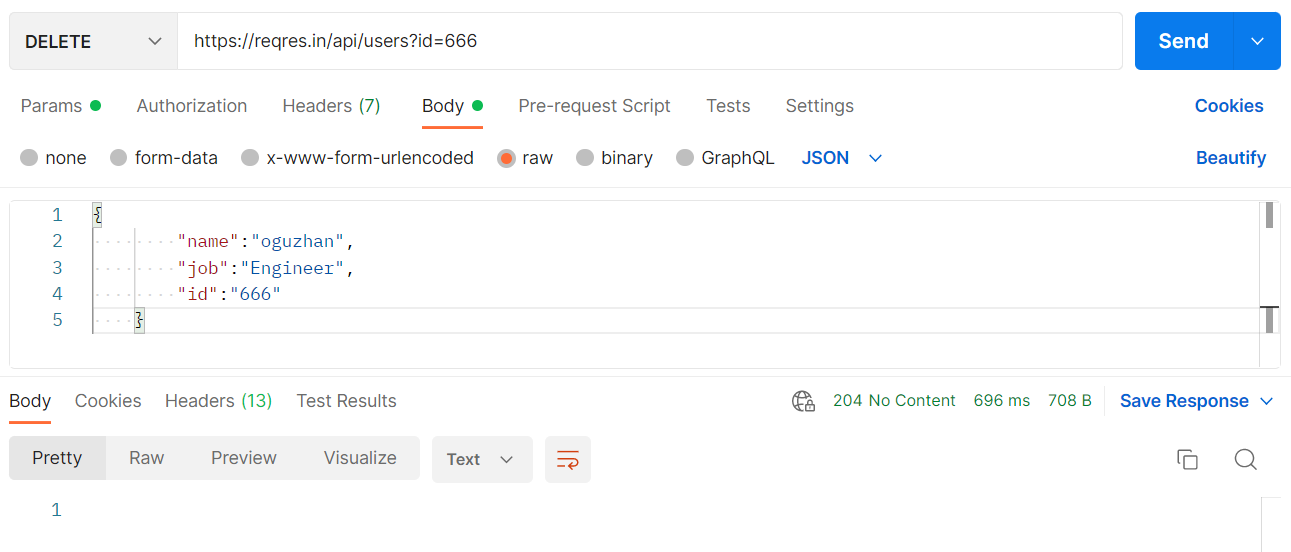 DELETE https://reqres.in/api/users?id=666 Send
Params Authorization Headers (7) Body Pre-request Script Tests Settings Cookies
none form-data x-www-form-urlencoded raw binary GraphQL JSON Beautify
1 {
2 "name":"oguzhan",
3 "job":"Engineer",
4 "id":"666"
5 }
Body Cookies Headers (13) Test Results 204 No Content 696 ms 708 B Save Response
Pretty Raw Preview Visualize Text
1